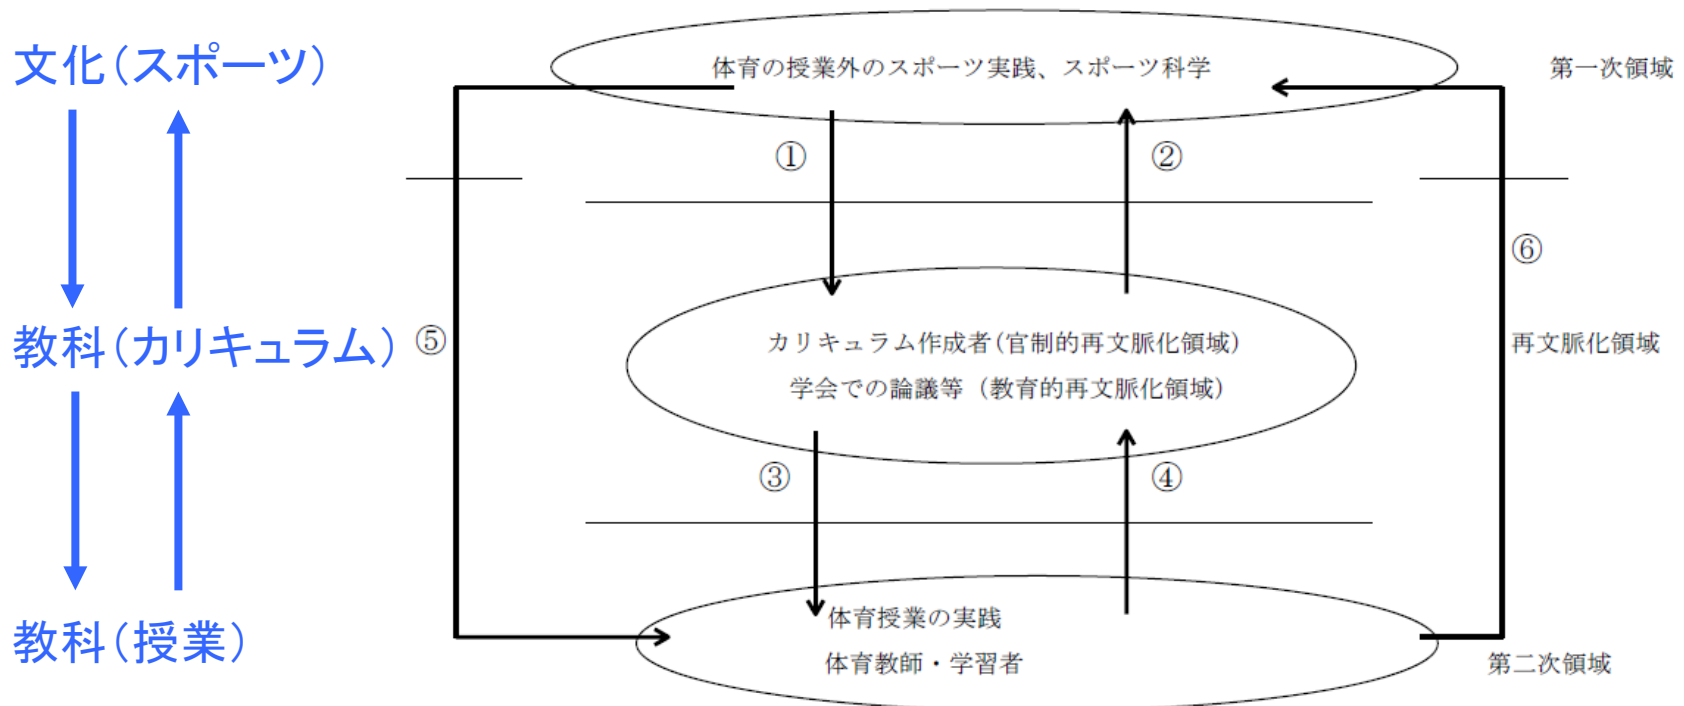 文化(スポーツ)
体育の授業外のスポーツ実践、スポーツ科学
第一次領域
①
②
⑥
教科(カリキュラム)
⑤
カリキュラム作成者(官制的再文脈化領域)
学会での論議等(教育的再文脈化領域)
再文脈化領域
③
④
教科(授業)
体育授業の実践
体育教師・学習者
第二次領域